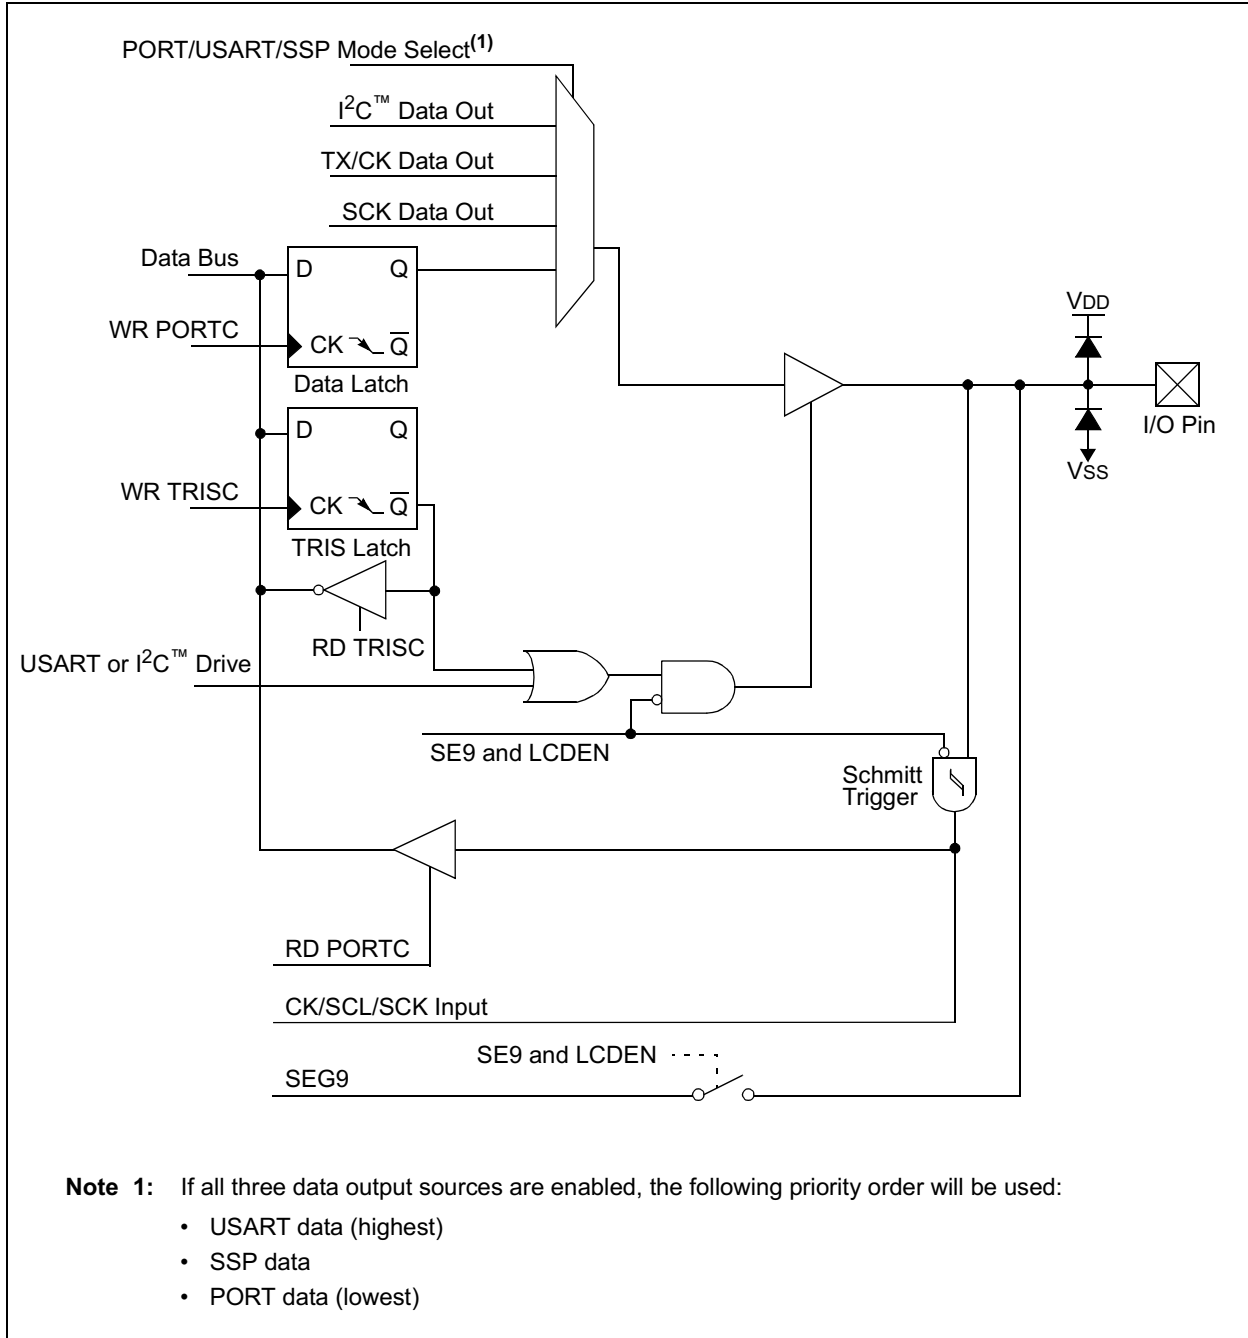 PORT/USART/SSP Mode Select(1)
I²C™ Data Out
TX/CK Data Out
SCK Data Out
Data Bus
D Q
WR PORTC
CK Q̅
Data Latch
VDD
I/O Pin
VSS
D Q
WR TRISC
CK Q̅
TRIS Latch
RD TRISC
USART or I²C™ Drive
SE9 and LCDEN
Schmitt
Trigger
RD PORTC
CK/SCL/SCK Input
SE9 and LCDEN
SEG9
Note 1: If all three data output sources are enabled, the following priority order will be used:
• USART data (highest)
• SSP data
• PORT data (lowest)